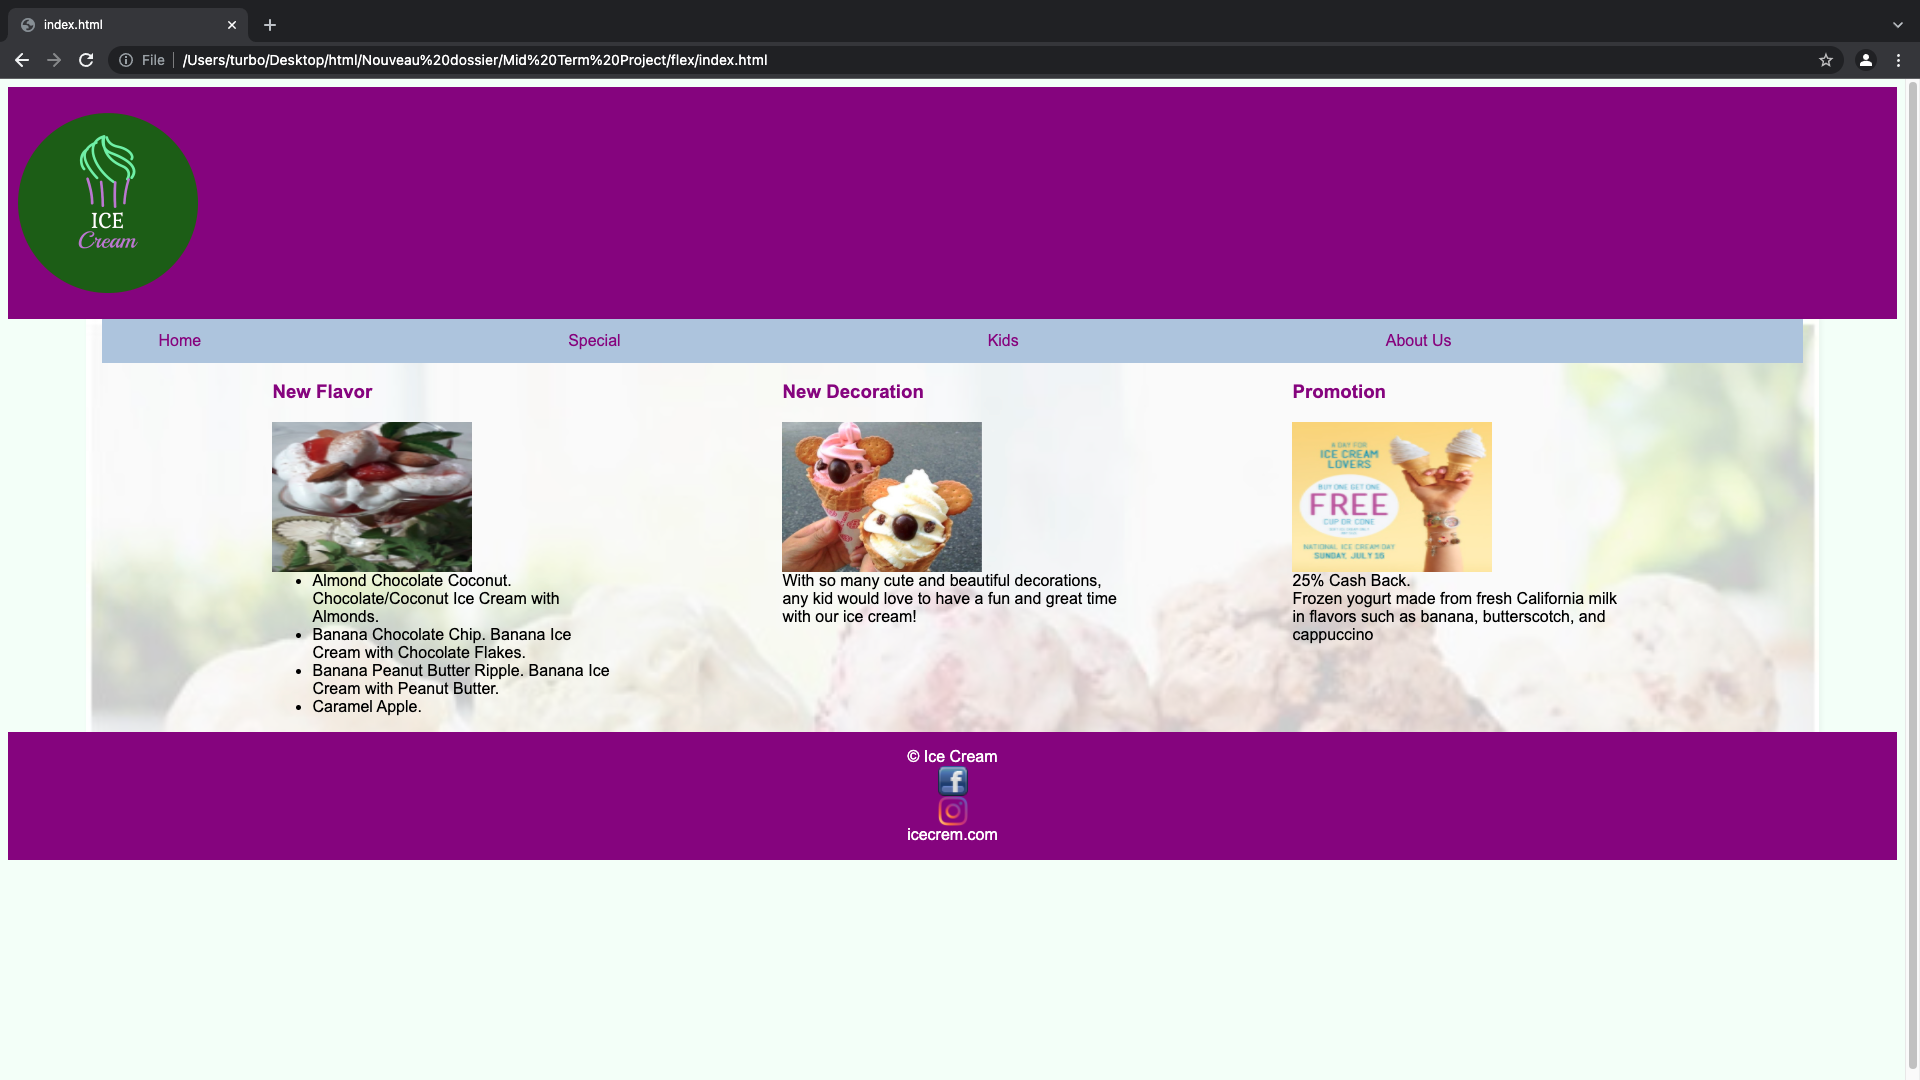 index.html
File
/Users/turbo/Desktop/html/Nouveau%20dossier/Mid%20Term%20Project/flex/index.html
ICE
Cream
Home
Special
Kids
About Us
New Flavor
Almond Chocolate Coconut.
Chocolate/Coconut Ice Cream with
Almonds.
Banana Chocolate Chip. Banana Ice
Cream with Chocolate Flakes.
Banana Peanut Butter Ripple. Banana Ice
Cream with Peanut Butter.
Caramel Apple.
New Decoration
With so many cute and beautiful decorations,
any kid would love to have a fun and great time
with our ice cream!
Promotion
A DAY FOR
ICE CREAM
LOVERS
BUY ONE GET ONE
FREE
CUP OR CONE
NATIONAL ICE CREAM DAY
SUNDAY, JULY 16
25% Cash Back.
Frozen yogurt made from fresh California milk
in flavors such as banana, butterscotch, and
cappuccino
© Ice Cream
icecrem.com